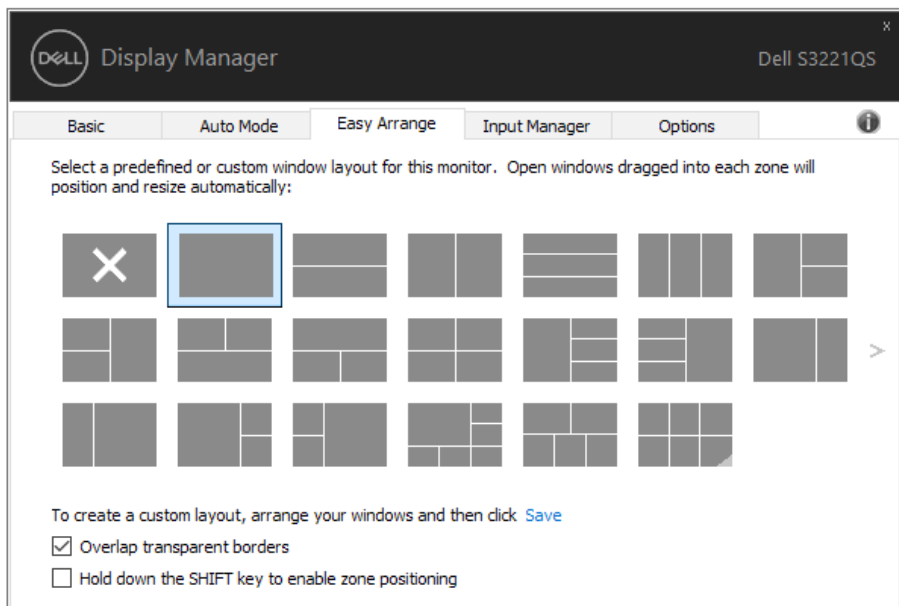 x
DELL Display Manager
Dell S3221QS
Basic Auto Mode Easy Arrange Input Manager Options
Select a predefined or custom window layout for this monitor. Open windows dragged into each zone will
position and resize automatically:
>
To create a custom layout, arrange your windows and then click Save
Overlap transparent borders
Hold down the SHIFT key to enable zone positioning